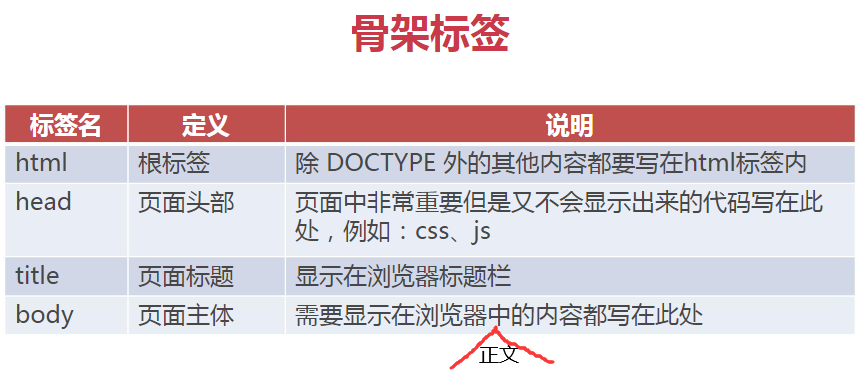 骨架标签
标签名 定义 说明
html 根标签 除 DOCTYPE 外的其他内容都要写在html标签内
head 页面头部 页面中非常重要但是又不会显示出来的代码写在此
处，例如：css、js
title 页面标题 显示在浏览器标题栏
body 页面主体 需要显示在浏览器中的内容都写在此处
正文